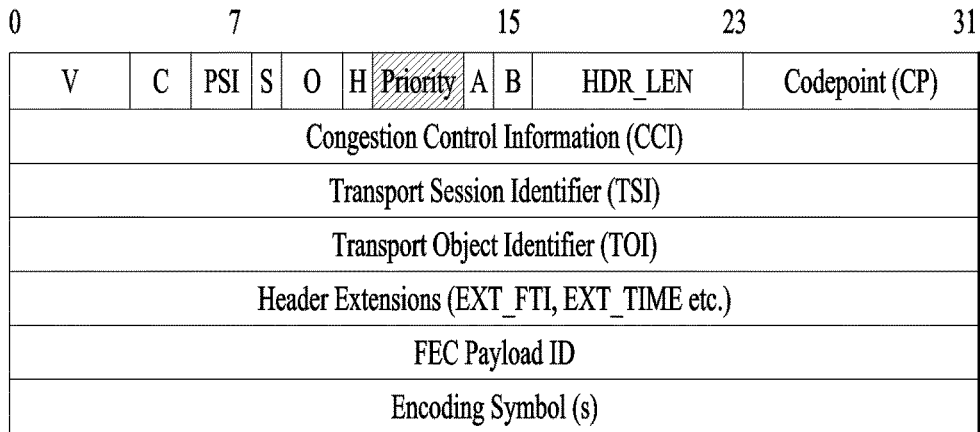 0 7 15 23 31
V C PSI S O H Priority A B HDR_LEN Codepoint (CP)
Congestion Control Information (CCI)
Transport Session Identifier (TSI)
Transport Object Identifier (TOI)
Header Extensions (EXT_FTI, EXT_TIME etc.)
FEC Payload ID
Encoding Symbol (s)